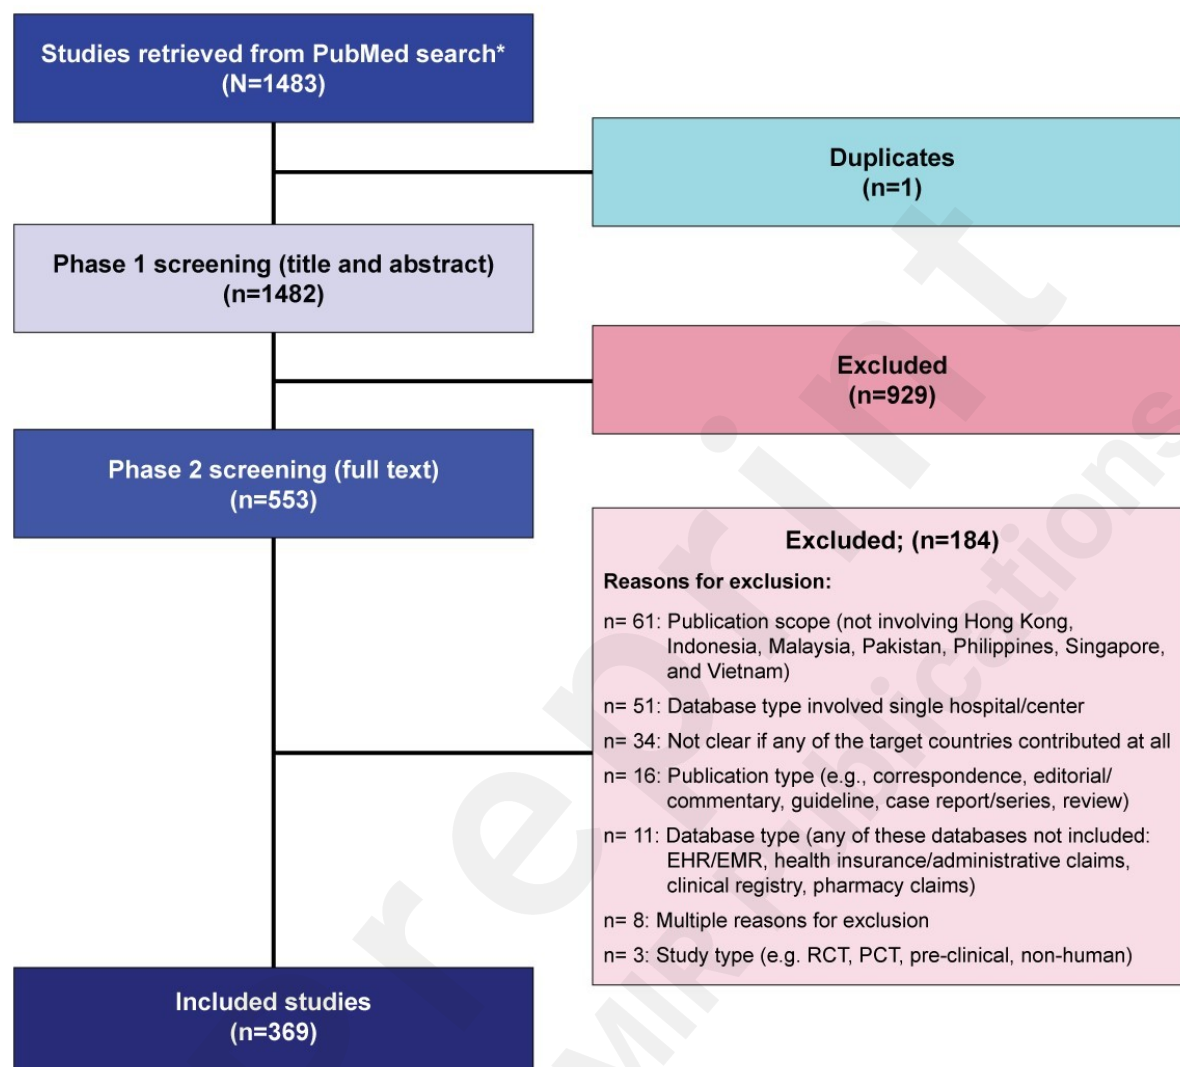 Studies retrieved from PubMed search*
(N=1483)
Duplicates
(n=1)
Phase 1 screening (title and abstract)
(n=1482)
Excluded
(n=929)
Phase 2 screening (full text)
(n=553)
Excluded; (n=184)
Reasons for exclusion:
n= 61: Publication scope (not involving Hong Kong,
Indonesia, Malaysia, Pakistan, Philippines, Singapore,
and Vietnam)
n= 51: Database type involved single hospital/center
n= 34: Not clear if any of the target countries contributed at all
n= 16: Publication type (e.g., correspondence, editorial/
commentary, guideline, case report/series, review)
n= 11: Database type (any of these databases not included:
EHR/EMR, health insurance/administrative claims,
clinical registry, pharmacy claims)
n= 8: Multiple reasons for exclusion
n= 3: Study type (e.g. RCT, PCT, pre-clinical, non-human)
Included studies
(n=369)
reprint
MIR Publications